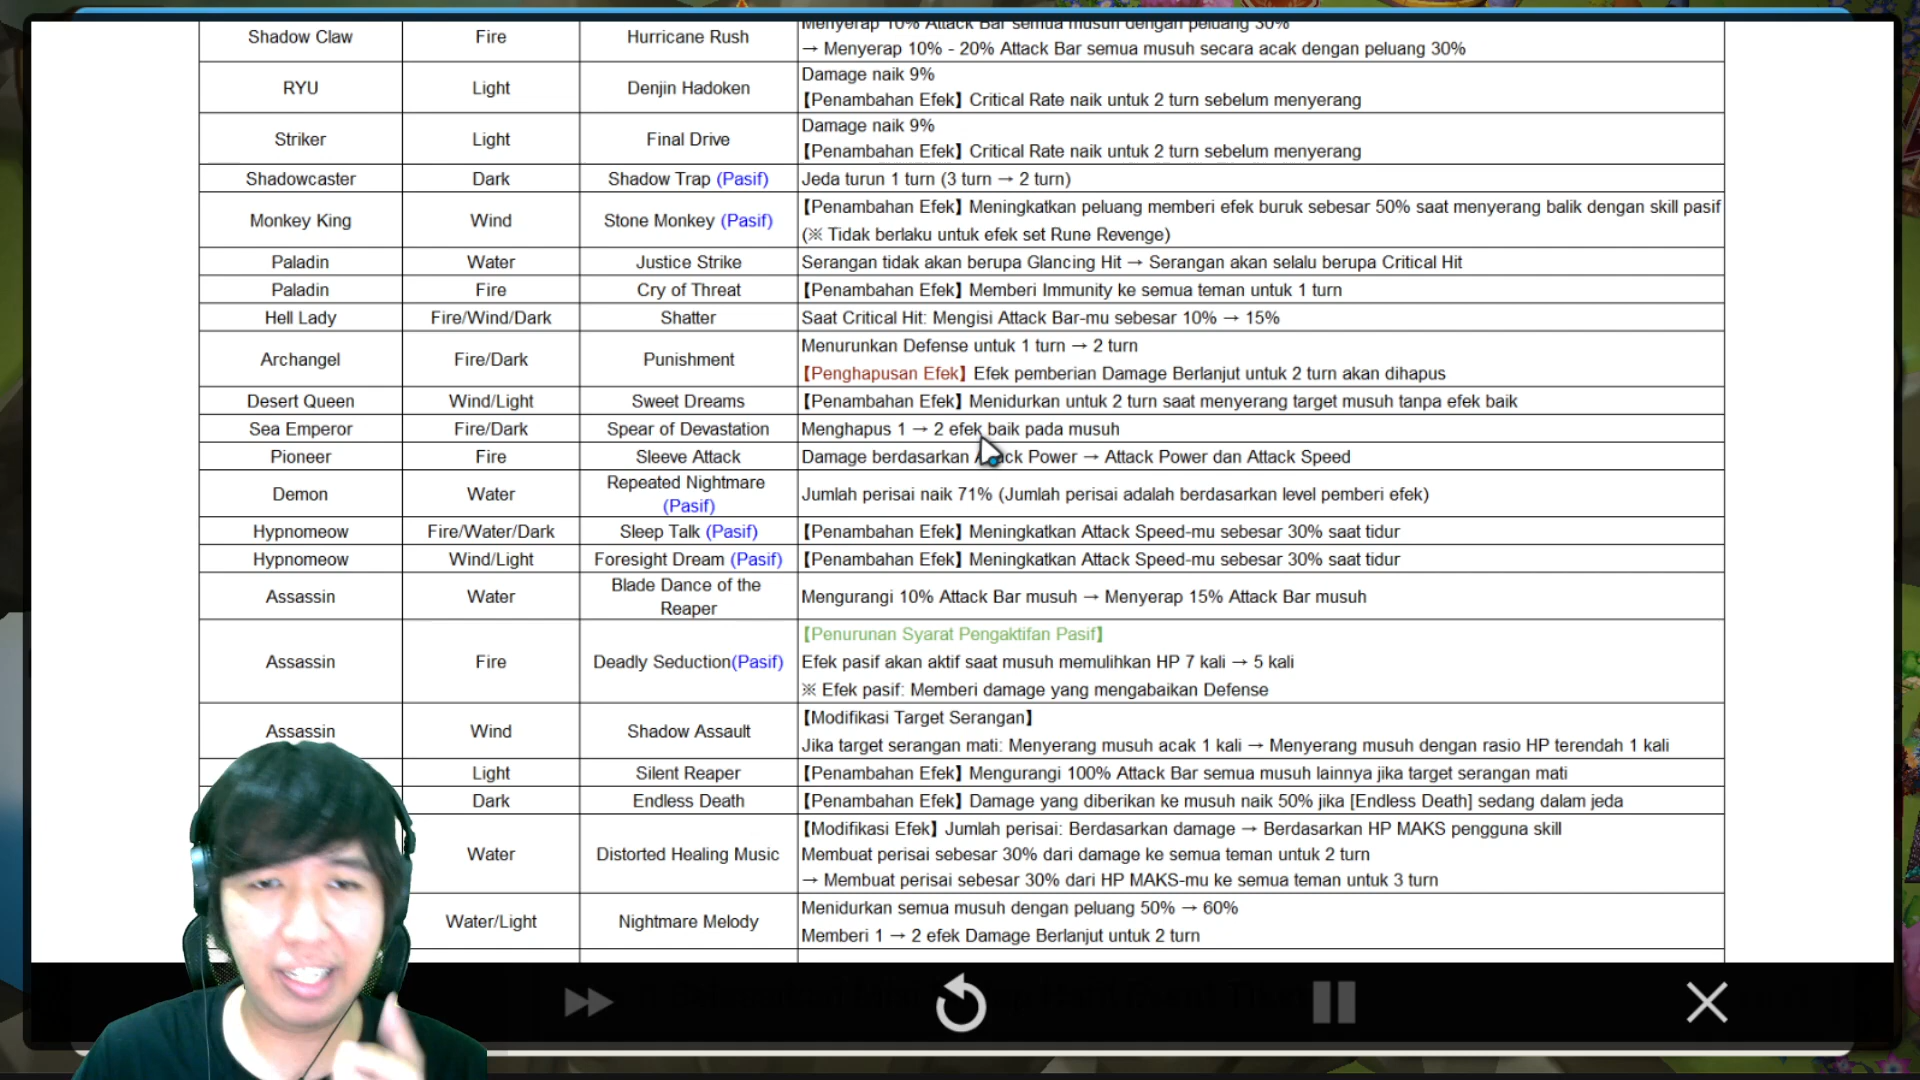 Menyerap 10% Attack Bar semua musuh dengan peluang 30%
Shadow Claw Fire Hurricane Rush → Menyerap 10% - 20% Attack Bar semua musuh secara acak dengan peluang 30%
RYU Light Denjin Hadoken Damage naik 9%
【Penambahan Efek】 Critical Rate naik untuk 2 turn sebelum menyerang
Striker Light Final Drive Damage naik 9%
【Penambahan Efek】 Critical Rate naik untuk 2 turn sebelum menyerang
Shadowcaster Dark Shadow Trap (Pasif) Jeda turun 1 turn (3 turn → 2 turn)
Monkey King Wind Stone Monkey (Pasif) 【Penambahan Efek】 Meningkatkan peluang memberi efek buruk sebesar 50% saat menyerang balik dengan skill pasif
(※ Tidak berlaku untuk efek set Rune Revenge)
Paladin Water Justice Strike Serangan tidak akan berupa Glancing Hit → Serangan akan selalu berupa Critical Hit
Paladin Fire Cry of Threat 【Penambahan Efek】 Memberi Immunity ke semua teman untuk 1 turn
Hell Lady Fire/Wind/Dark Shatter Saat Critical Hit: Mengisi Attack Bar-mu sebesar 10% → 15%
Archangel Fire/Dark Punishment Menurunkan Defense untuk 1 turn → 2 turn
【Penghapusan Efek】 Efek pemberian Damage Berlanjut untuk 2 turn akan dihapus
Desert Queen Wind/Light Sweet Dreams 【Penambahan Efek】 Menidurkan untuk 2 turn saat menyerang target musuh tanpa efek baik
Sea Emperor Fire/Dark Spear of Devastation Menghapus 1 → 2 efek baik pada musuh
Pioneer Fire Sleeve Attack Damage berdasarkan Power → Attack Power dan Attack Speed
Demon Water Repeated Nightmare (Pasif) Jumlah perisai naik 71% (Jumlah perisai adalah berdasarkan level pemberi efek)
Hypnomeow Fire/Water/Dark Sleep Talk (Pasif) 【Penambahan Efek】 Meningkatkan Attack Speed-mu sebesar 30% saat tidur
Hypnomeow Wind/Light Foresight Dream (Pasif) 【Penambahan Efek】 Meningkatkan Attack Speed-mu sebesar 30% saat tidur
Assassin Water Blade Dance of the Reaper Mengurangi 10% Attack Bar musuh → Menyerap 15% Attack Bar musuh
【Penurunan Syarat Pengaktifan Pasif】
Assassin Fire Deadly Seduction(Pasif) Efek pasif akan aktif saat musuh memulihkan HP 7 kali → 5 kali
※ Efek pasif: Memberi damage yang mengabaikan Defense
Assassin Wind Shadow Assault 【Modifikasi Target Serangan】
Jika target serangan mati: Menyerang musuh acak 1 kali → Menyerang musuh dengan rasio HP terendah 1 kali
Light Silent Reaper 【Penambahan Efek】 Mengurangi 100% Attack Bar semua musuh lainnya jika target serangan mati
Dark Endless Death 【Penambahan Efek】 Damage yang diberikan ke musuh naik 50% jika [Endless Death] sedang dalam jeda
【Modifikasi Efek】 Jumlah perisai: Berdasarkan damage → Berdasarkan HP MAKS pengguna skill
Water Distorted Healing Music Membuat perisai sebesar 30% dari damage ke semua teman untuk 2 turn
→ Membuat perisai sebesar 30% dari HP MAKS-mu ke semua teman untuk 3 turn
Water/Light Nightmare Melody Menidurkan semua musuh dengan peluang 50% → 60%
Memberi 1 → 2 efek Damage Berlanjut untuk 2 turn